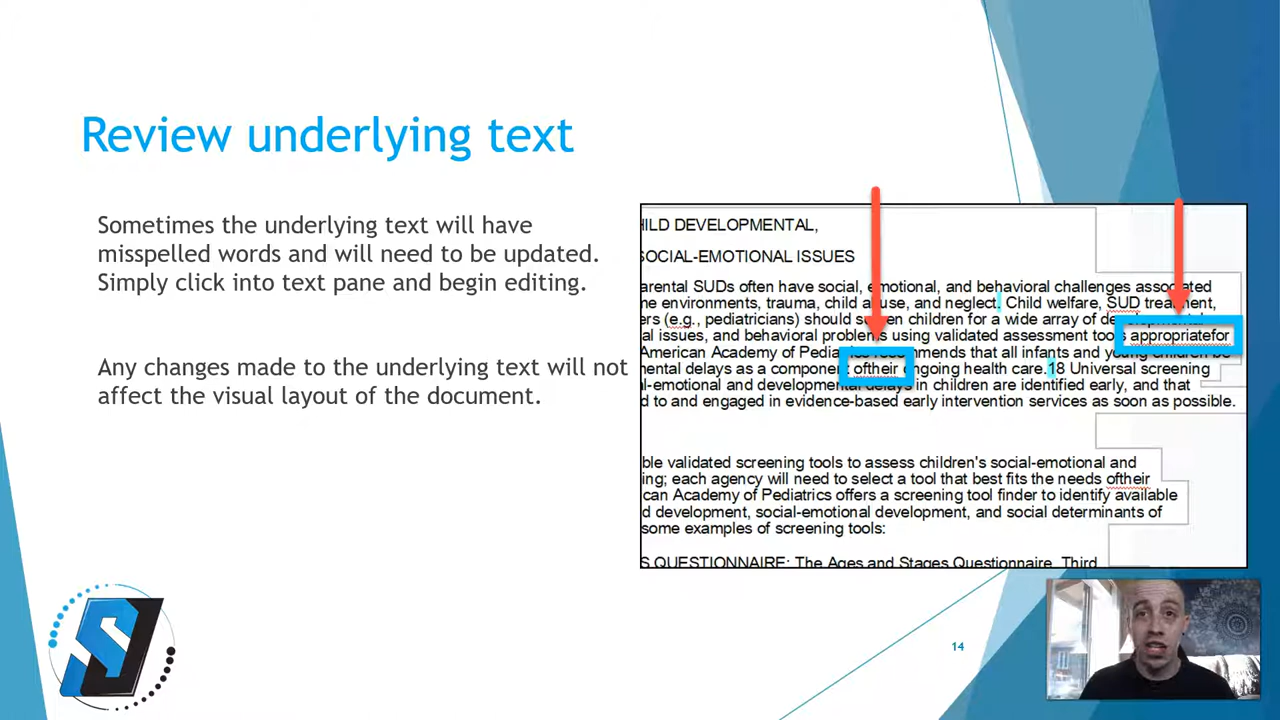 Review underlying text
Sometimes the underlying text will have
misspelled words and will need to be updated.
Simply click into text pane and begin editing.
Any changes made to the underlying text will not
affect the visual layout of the document.
HILD DEVELOPMENTAL,
SOCIAL-EMOTIONAL ISSUES
arental SUDs often have social, emotional, and behavioral challenges associated
ne environments, trauma, child abuse, and neglect. Child welfare, SUD treatment,
ers (e.g., pediatricians) should screen children for a wide array of developmental
al issues, and behavioral problems using validated assessment tools appropriatefor
American Academy of Pediatrics recommends that all infants and young children be
mental delays as a component oftheir ongoing health care.18 Universal screening
al-emotional and developmental delays in children are identified early, and that
d to and engaged in evidence-based early intervention services as soon as possible.
ble validated screening tools to assess children's social-emotional and
ing; each agency will need to select a tool that best fits the needs oftheir
can Academy of Pediatrics offers a screening tool finder to identify available
d development, social-emotional development, and social determinants of
some examples of screening tools:
S QUESTIONNAIRE: The Ages and Stages Questionnaire, Third
14